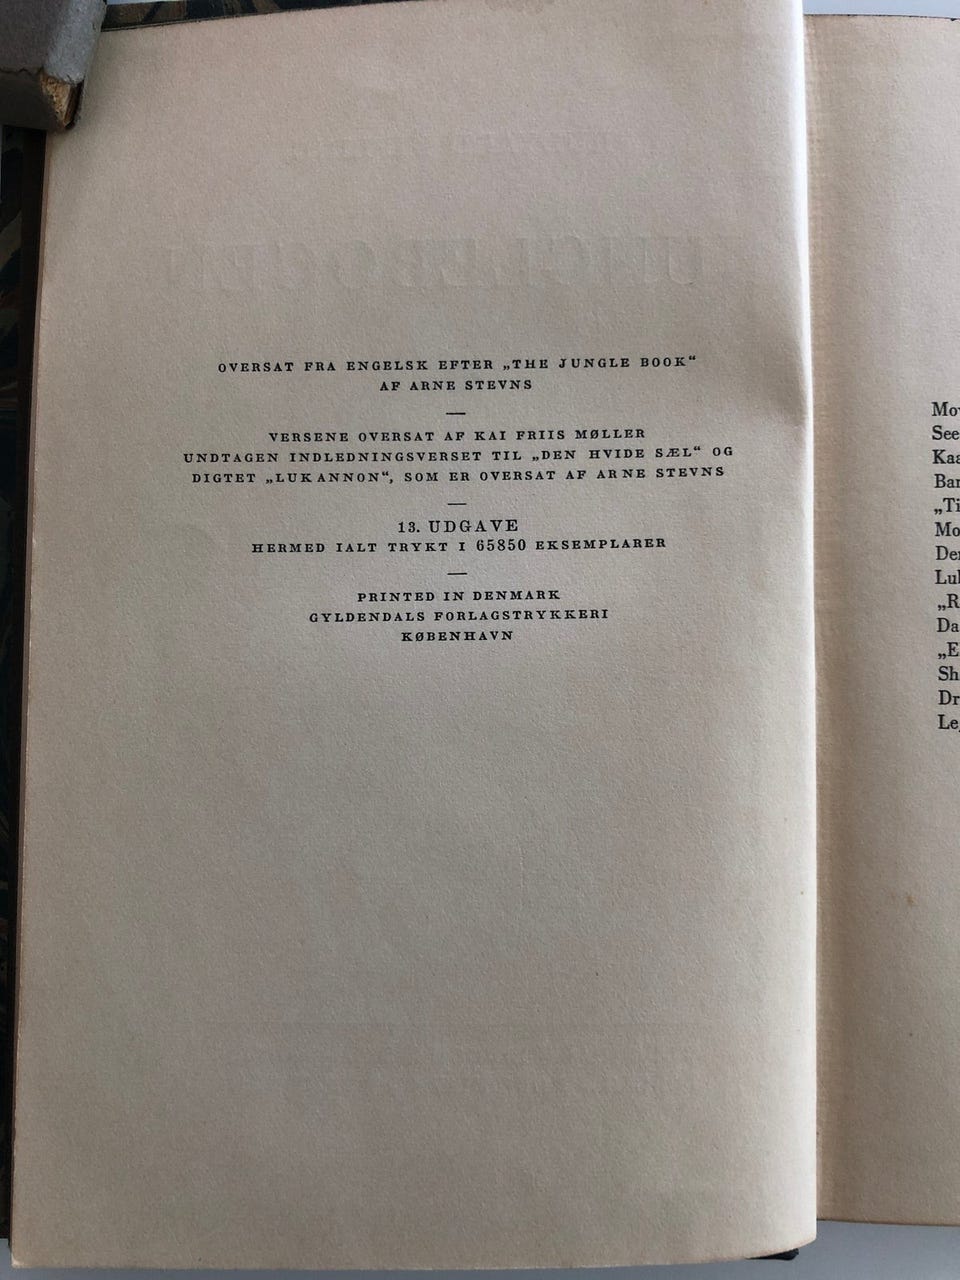 OVERSAT FRA ENGELSK EFTER „THE JUNGLE BOOK“
AF ARNE STEVNS
VERSENE OVERSAT AF KAI FRIIS MØLLER
UNDTAGEN INDLEDNINGSVERSET TIL „DEN HVIDE SÆL“ OG
DIGTET „LUKANNON“, SOM ER OVERSAT AF ARNE STEVNS
13. UDGAVE
HERMED IALT TRYKT I 65850 EKSEMPLARER
PRINTED IN DENMARK
GYLDENDALS FORLAGSTRYKKERI
KØBENHAVN